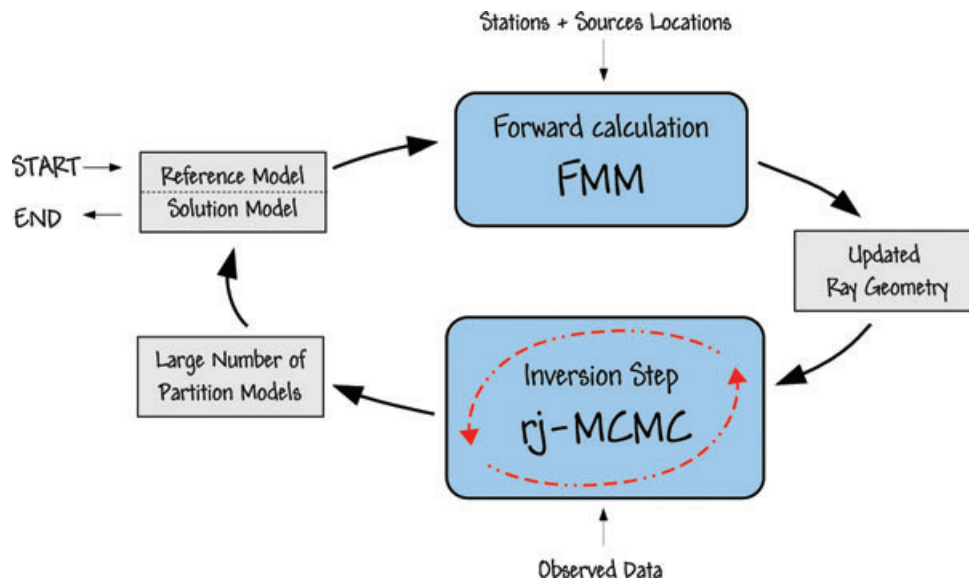 Stations + Sources Locations
Forward calculation
FMM
START
Reference Model
Solution Model
END
Updated
Ray Geometry
Large Number of
Partition Models
Inversion Step
rj-MCMC
Observed Data